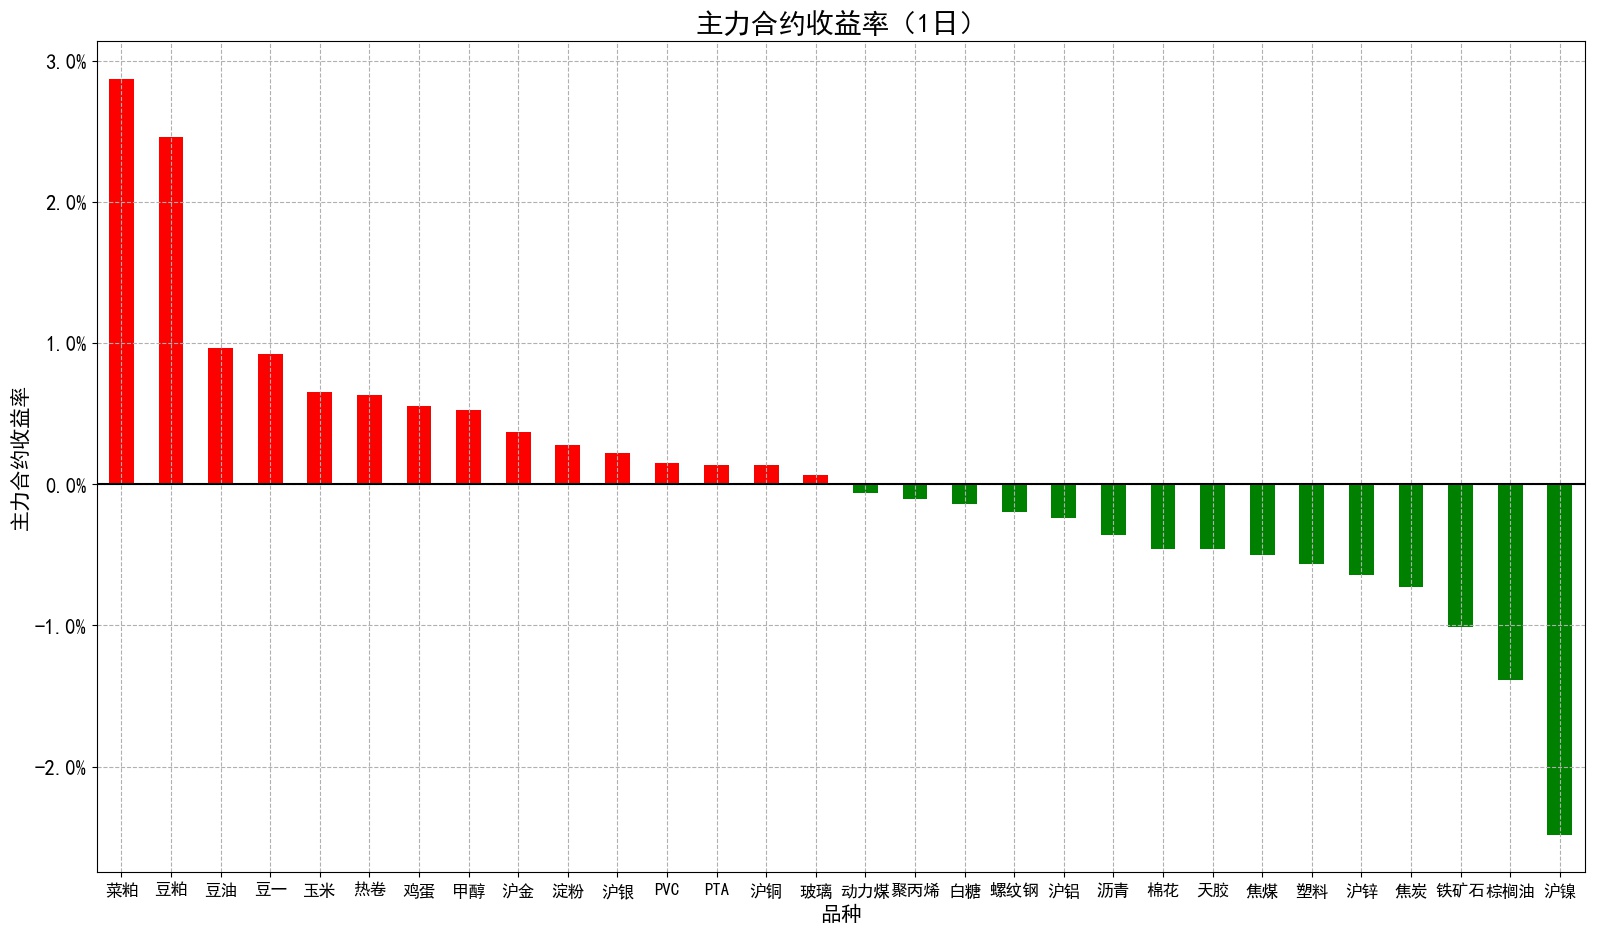 主力合约收益率（1日）
3.0%
2.0%
1.0%
0.0%
-1.0%
-2.0%
主力合约收益率
菜粕 豆粕 豆油 豆一 玉米 热卷 鸡蛋 甲醇 沪金 淀粉 沪银 PVC PTA 沪铜 玻璃 动力煤 聚丙烯 白糖 螺纹钢 沪铝 沥青 棉花 天胶 焦煤 塑料 沪锌 焦炭 铁矿石 棕榈油 沪镍
品种